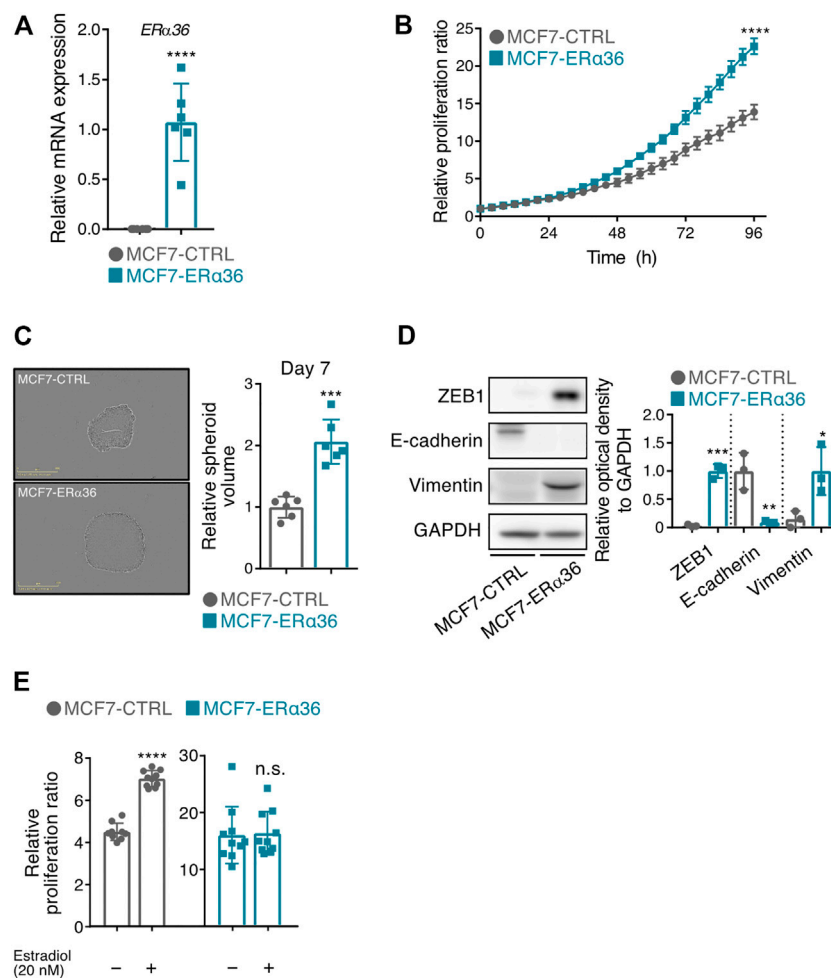 A
ERα36
****
Relative mRNA expression
2.0
1.5
1.0
0.5
0.0
MCF7-CTRL
MCF7-ERα36
B
MCF7-CTRL
MCF7-ERα36
****
Relative proliferation ratio
25
20
15
10
5
0
0 24 48 72 96
Time (h)
C
MCF7-CTRL
MCF7-ERα36
Day 7
***
Relative spheroid
volume
3
2
1
0
MCF7-CTRL
MCF7-ERα36
D
ZEB1
E-cadherin
Vimentin
GAPDH
MCF7-CTRL
MCF7-ERα36
MCF7-CTRL
MCF7-ERα36
Relative optical density
to GAPDH
2.0
1.5
1.0
0.5
0
***
**
*
ZEB1
E-cadherin
Vimentin
E
MCF7-CTRL MCF7-ERα36
Relative
proliferation ratio
8
6
4
2
0
****
30
20
10
n.s.
Estradiol
(20 nM)
− + − +